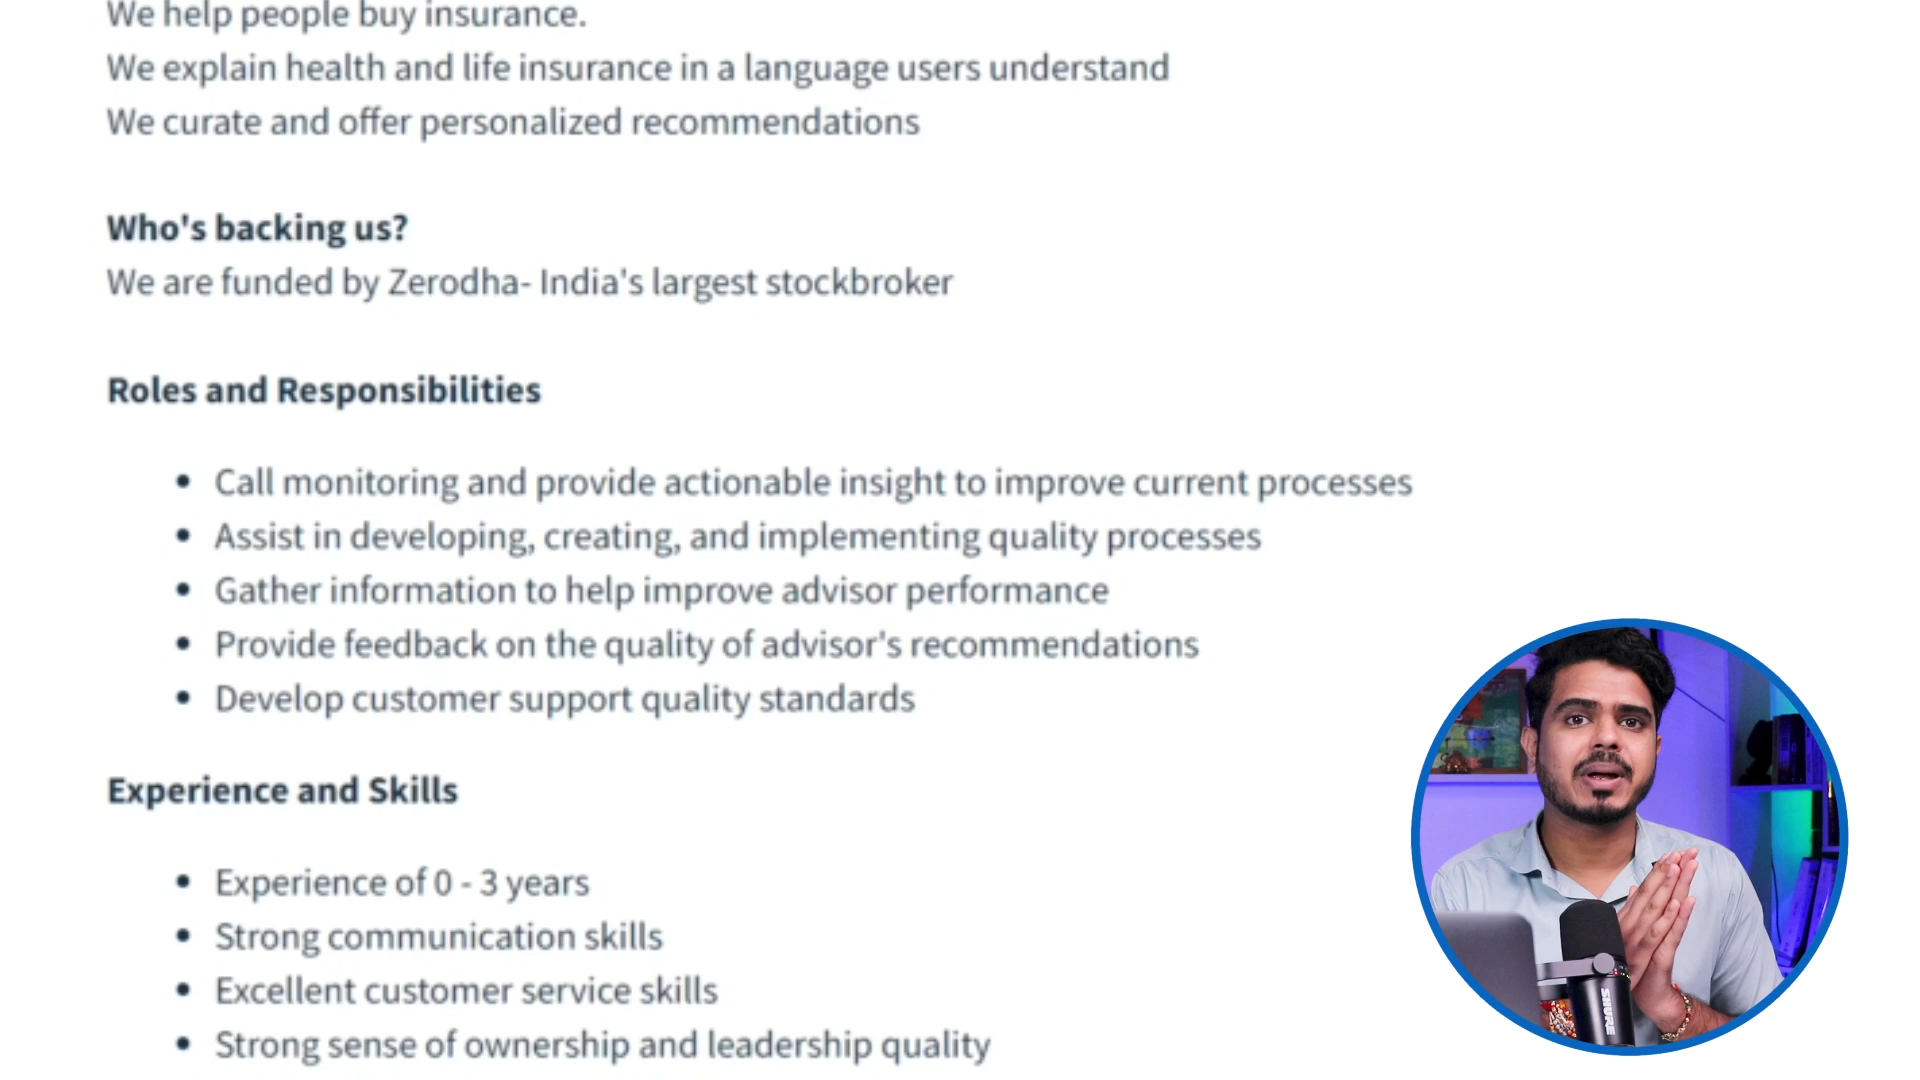 We help people buy insurance.
We explain health and life insurance in a language users understand
We curate and offer personalized recommendations
Who's backing us?
We are funded by Zerodha- India's largest stockbroker
Roles and Responsibilities
• Call monitoring and provide actionable insight to improve current processes
• Assist in developing, creating, and implementing quality processes
• Gather information to help improve advisor performance
• Provide feedback on the quality of advisor's recommendations
• Develop customer support quality standards
Experience and Skills
• Experience of 0 - 3 years
• Strong communication skills
• Excellent customer service skills
• Strong sense of ownership and leadership quality
SHURE